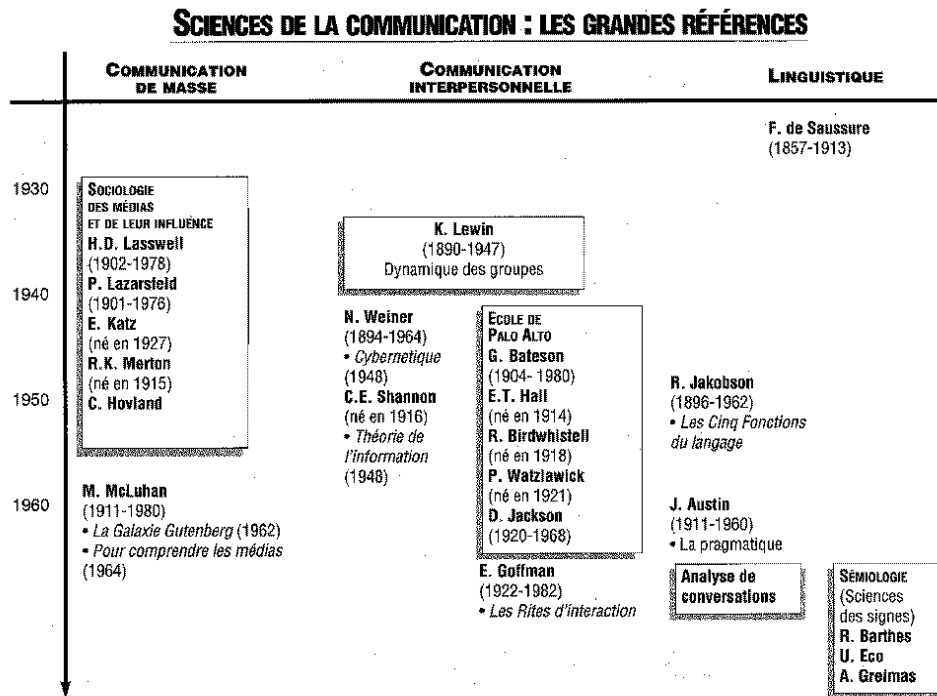 SCIENCES DE LA COMMUNICATION : LES GRANDES RÉFÉRENCES
COMMUNICATION
DE MASSE
COMMUNICATION
INTERPERSONNELLE
LINGUISTIQUE
F. de Saussure
(1857-1913)
1930
1940
1950
1960
SOCIOLOGIE
DES MÉDIAS
ET DE LEUR INFLUENCE
H.D. Lasswell
(1902-1978)
P. Lazarsfeld
(1901-1976)
E. Katz
(né en 1927)
R.K. Merton
(né en 1915)
C. Hovland
M. McLuhan
(1911-1980)
• La Galaxie Gutenberg (1962)
• Pour comprendre les médias
(1964)
K. Lewin
(1890-1947)
Dynamique des groupes
N. Weiner
(1894-1964)
• Cybernetique
(1948)
C.E. Shannon
(né en 1916)
• Théorie de
l'information
(1948)
ECOLE DE
PALO ALTO
G. Bateson
(1904- 1980)
E.T. Hall
(né en 1914)
R. Birdwhistell
(né en 1918)
P. Watzlawick
(né en 1921)
D. Jackson
(1920-1968)
E. Goffman
(1922-1982)
• Les Rites d'interaction
R. Jakobson
(1896-1962)
• Les Cinq Fonctions
du langage
J. Austin
(1911-1960)
• La pragmatique
Analyse de
conversations
SÉMIOLOGIE
(Sciences
des signes)
R. Barthes
U. Eco
A. Greimas